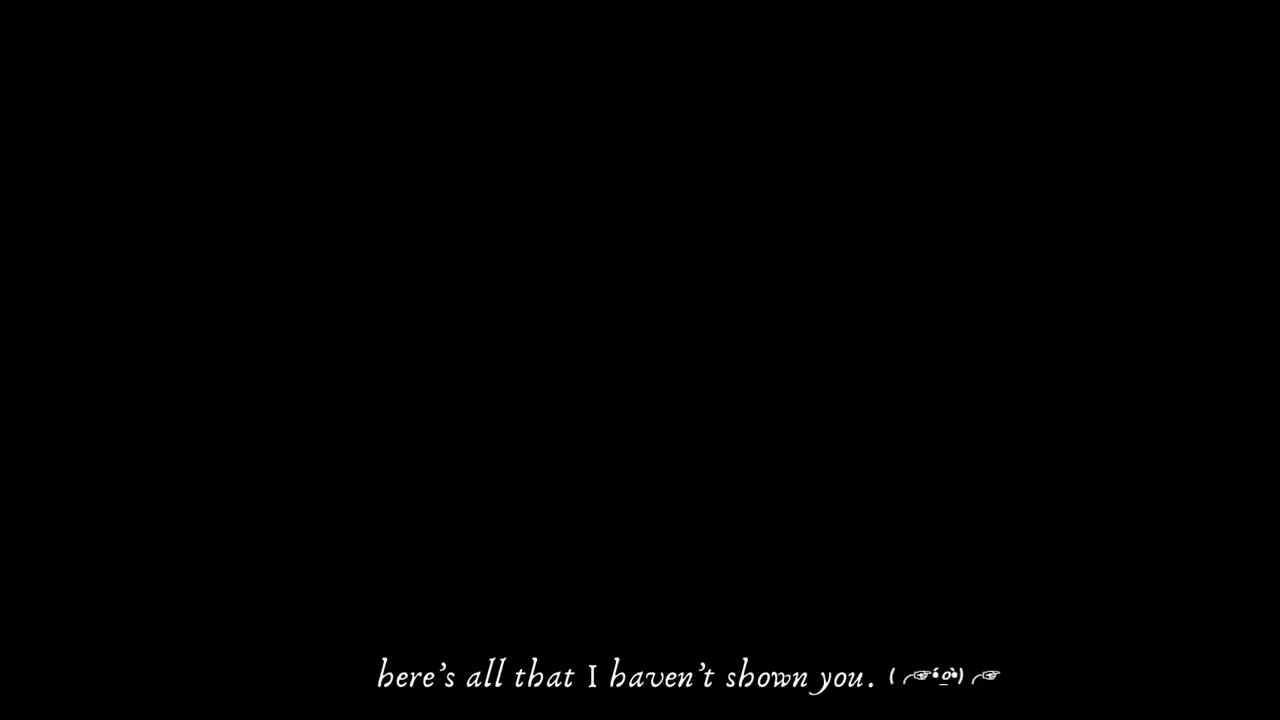 here's all that I haven't shown you. ( ╭☞•́o̲•̀) ╭☞